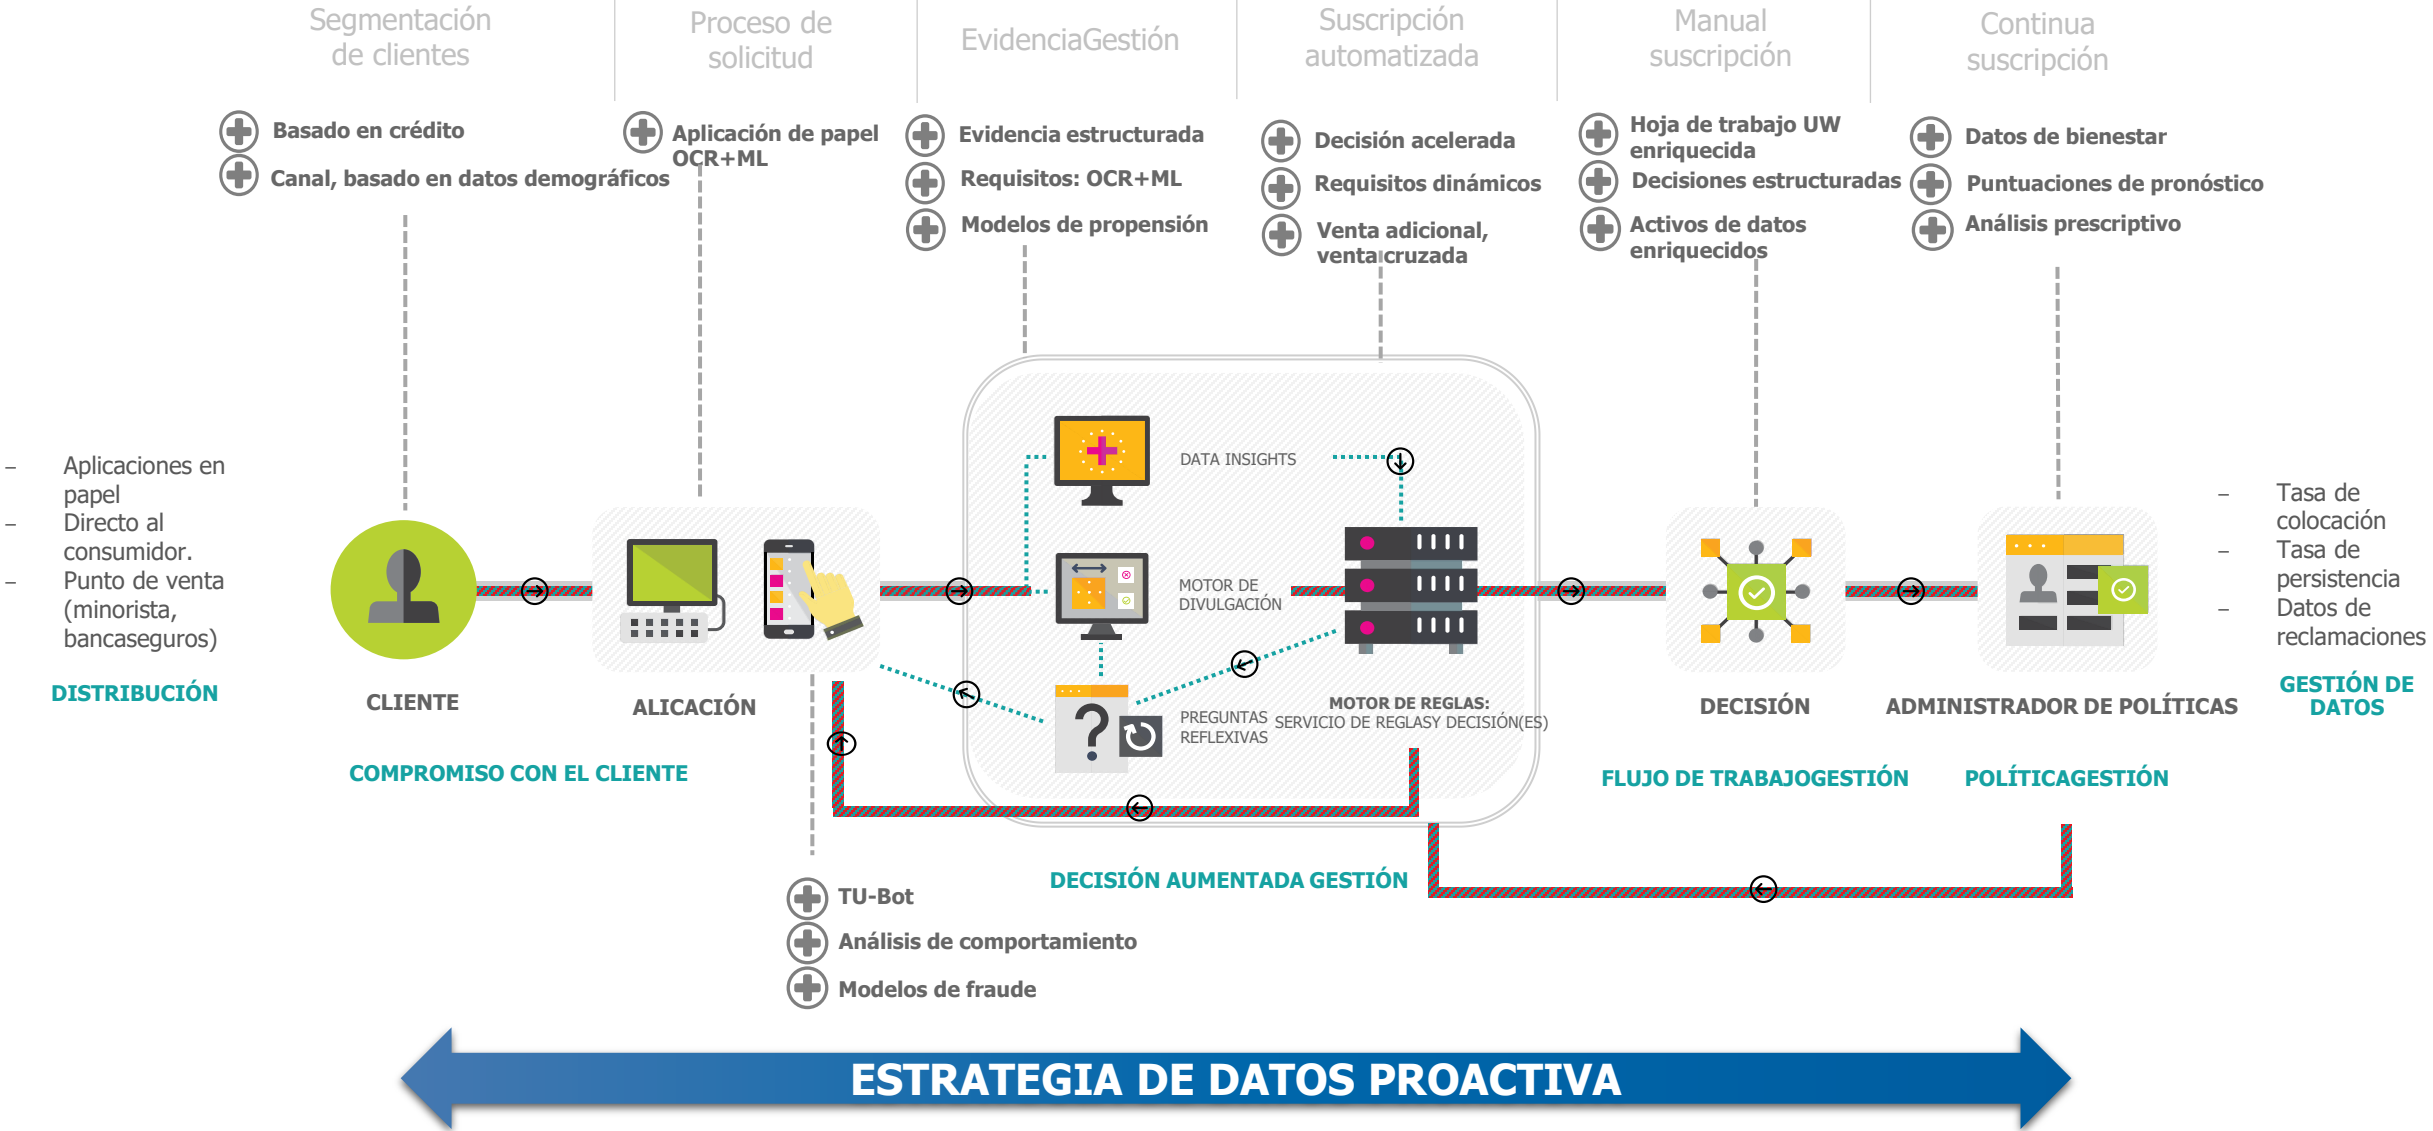 Segmentación
de clientes
Proceso de
solicitud
EvidenciaGestión
Suscripción
automatizada
Manual
suscripción
Continua
suscripción
Basado en crédito
Canal, basado en datos demográficos
Aplicación de papel
OCR+ML
Evidencia estructurada
Requisitos: OCR+ML
Modelos de propensión
Decisión acelerada
Requisitos dinámicos
Venta adicional,
venta cruzada
Hoja de trabajo UW
enriquecida
Decisiones estructuradas
Activos de datos
enriquecidos
Datos de bienestar
Puntuaciones de pronóstico
Análisis prescriptivo
– Aplicaciones en
papel
– Directo al
consumidor.
– Punto de venta
(minorista,
bancaseguros)
DISTRIBUCIÓN
CLIENTE
ALICACIÓN
COMPROMISO CON EL CLIENTE
DATA INSIGHTS
MOTOR DE
DIVULGACIÓN
PREGUNTAS
REFLEXIVAS
MOTOR DE REGLAS:
SERVICIO DE REGLASY DECISIÓN(ES)
DECISIÓN AUMENTADA GESTIÓN
DECISIÓN
FLUJO DE TRABAJOGESTIÓN
ADMINISTRADOR DE POLÍTICAS
POLÍTICAGESTIÓN
– Tasa de
colocación
– Tasa de
persistencia
– Datos de
reclamaciones
GESTIÓN DE
DATOS
TU-Bot
Análisis de comportamiento
Modelos de fraude
ESTRATEGIA DE DATOS PROACTIVA